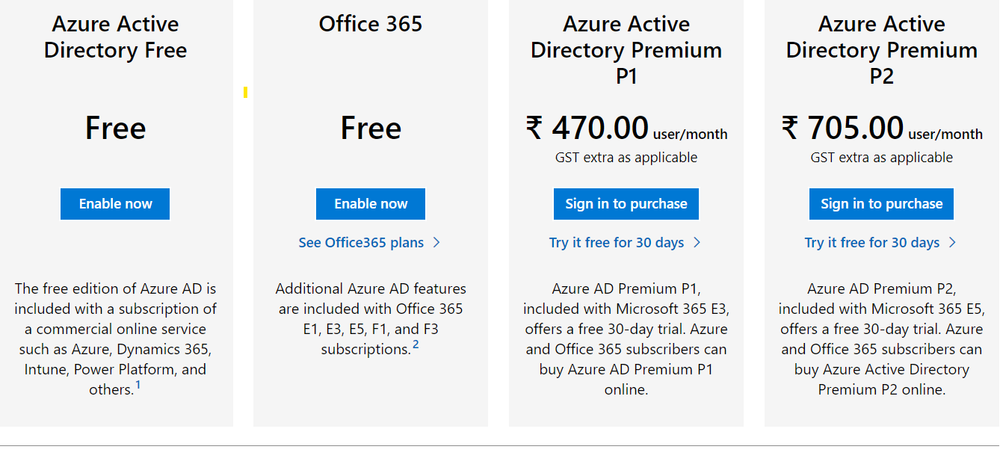 Azure Active
Directory Free
Free
Enable now
The free edition of Azure AD is
included with a subscription of
a commercial online service
such as Azure, Dynamics 365,
Intune, Power Platform, and
others.1
Office 365
Free
Enable now
See Office365 plans
Additional Azure AD features
are included with Office 365
E1, E3, E5, F1, and F3
subscriptions.2
Azure Active
Directory Premium
P1
₹ 470.00 user/month
GST extra as applicable
Sign in to purchase
Try it free for 30 days
Azure AD Premium P1,
included with Microsoft 365 E3,
offers a free 30-day trial. Azure
and Office 365 subscribers can
buy Azure AD Premium P1
online.
Azure Active
Directory Premium
P2
₹ 705.00 user/month
GST extra as applicable
Sign in to purchase
Try it free for 30 days
Azure AD Premium P2,
included with Microsoft 365 E5,
offers a free 30-day trial. Azure
and Office 365 subscribers can
buy Azure Active Directory
Premium P2 online.